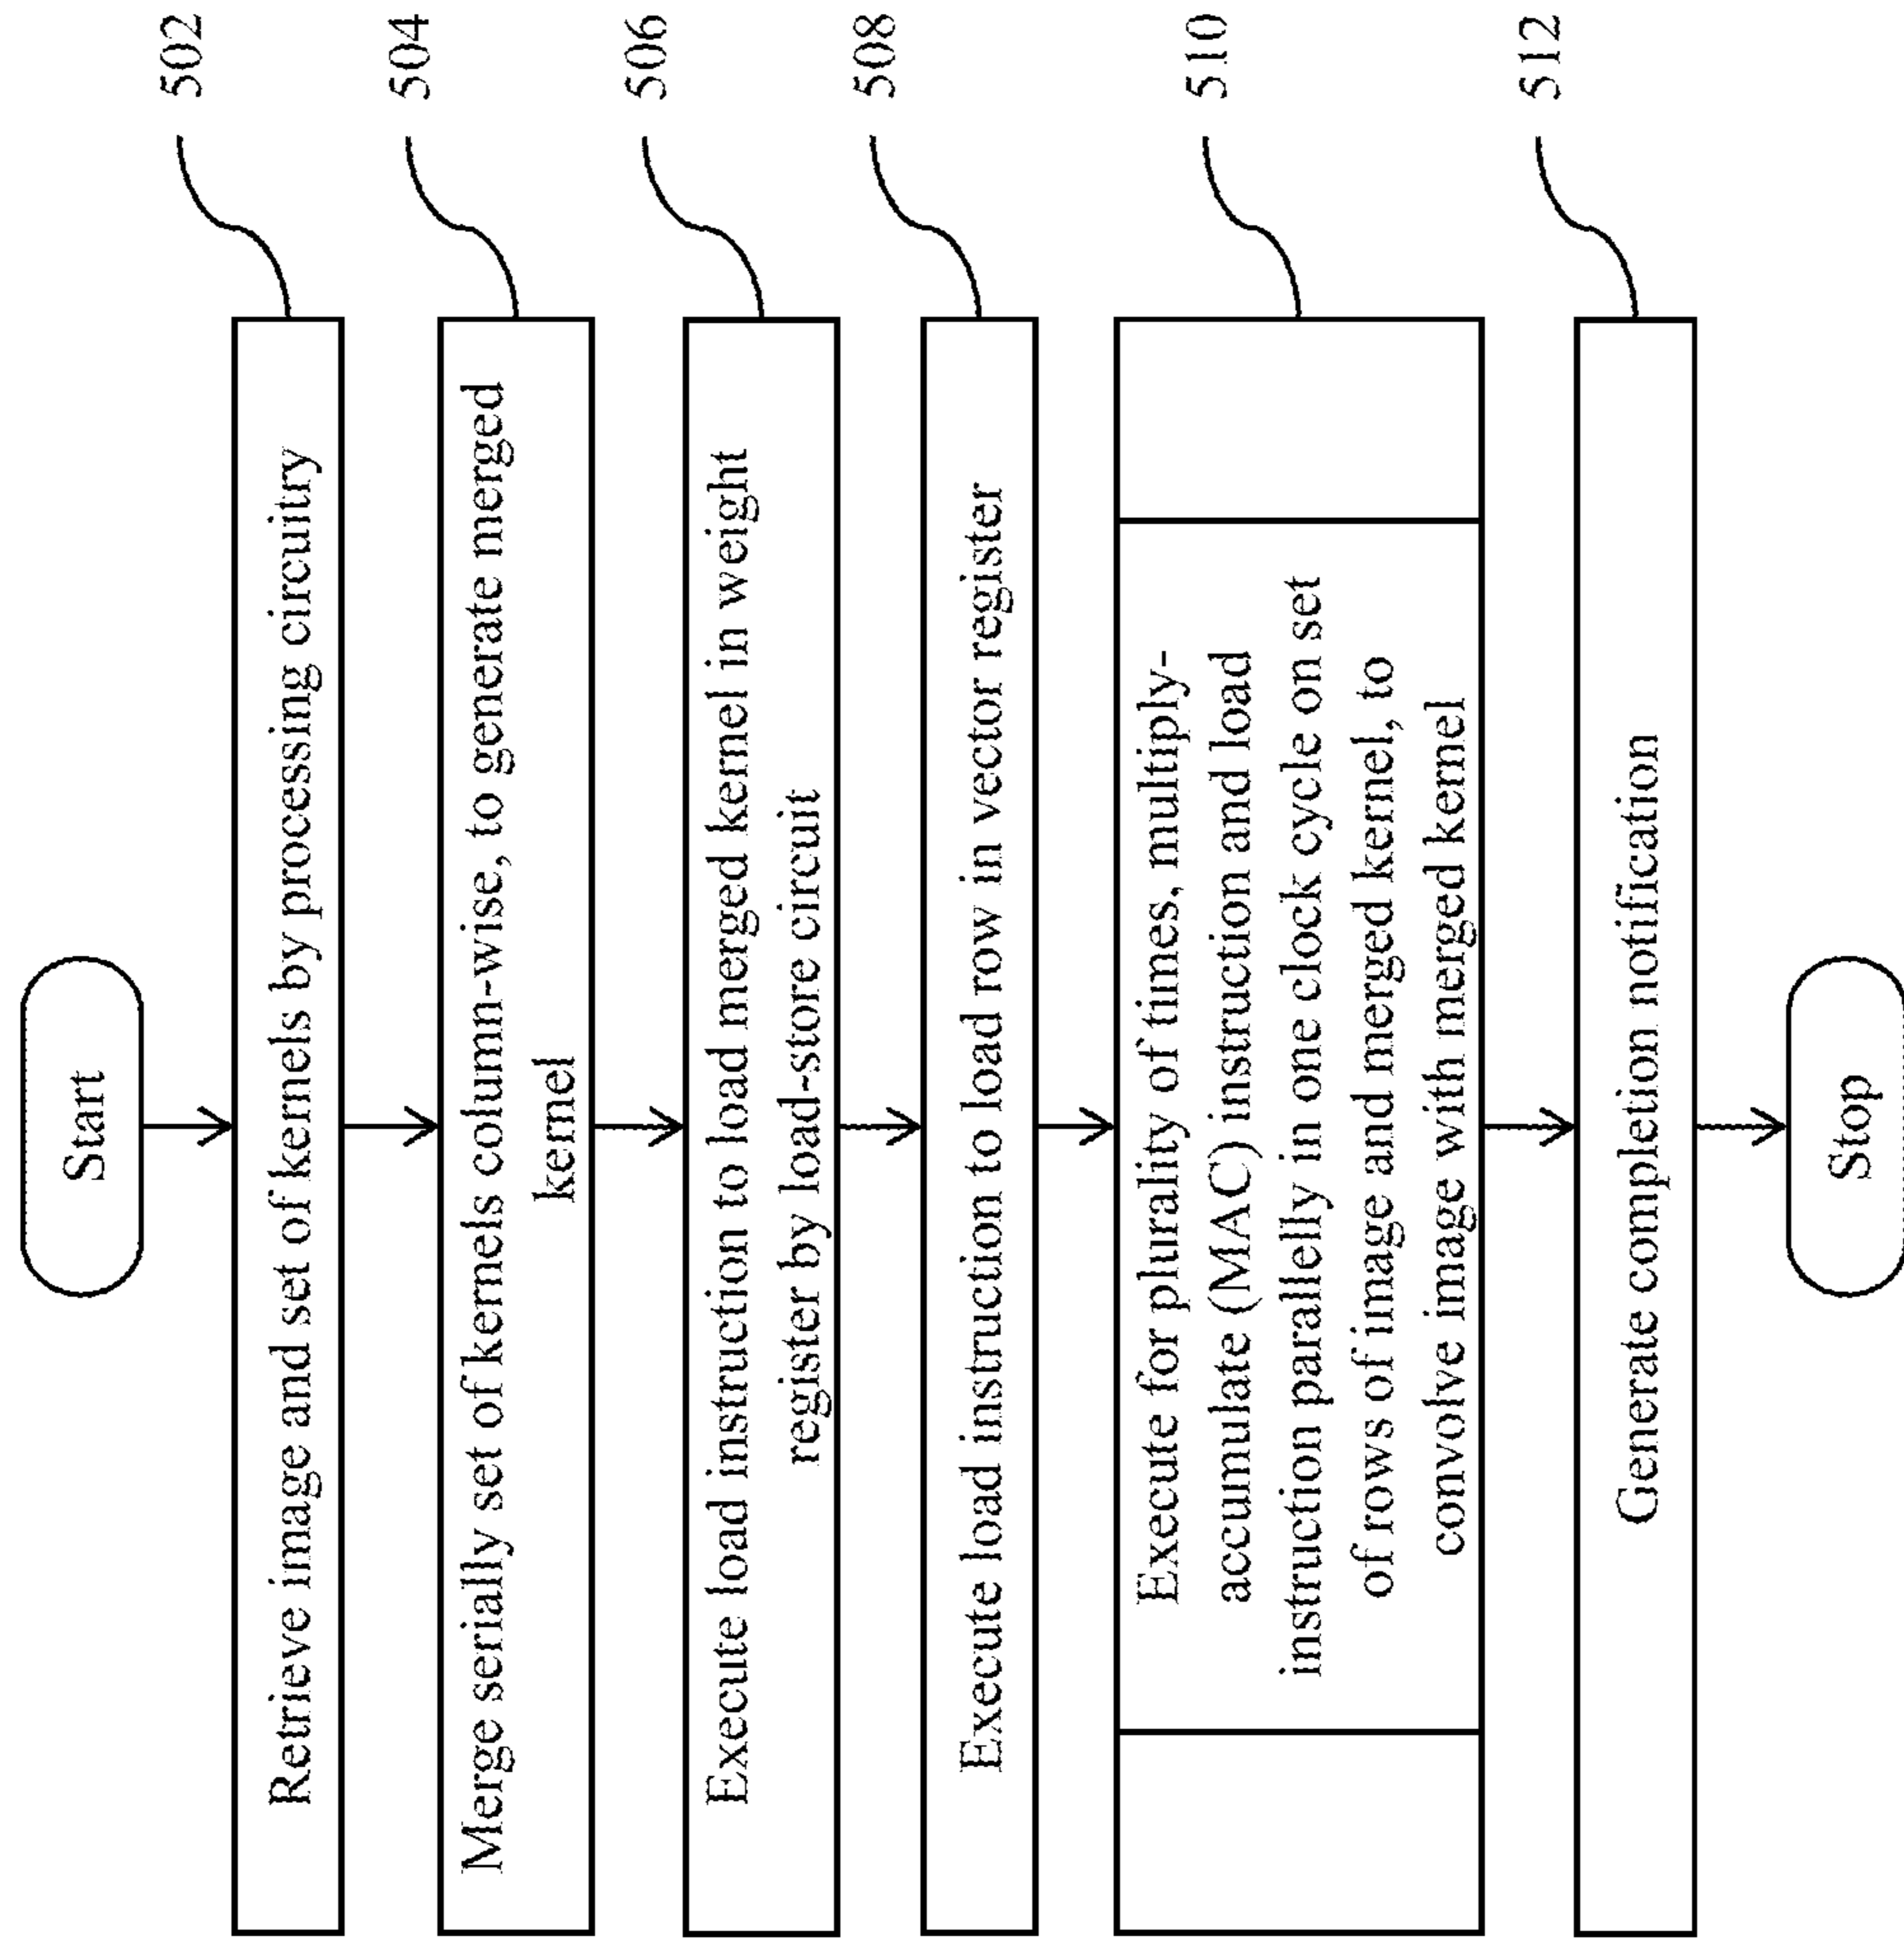 Start
502
Retrieve image and set of kernels by processing circuitry
504
Merge serially set of kernels column-wise, to generate merged
kernel
506
Execute load instruction to load merged kernel in weight
register by load-store circuit
508
Execute load instruction to load row in vector register
510
Execute for plurality of times, multiply-
accumulate (MAC) instruction and load
instruction parallelly in one clock cycle on set
of rows of image and merged kernel, to
convolve image with merged kernel
512
Generate completion notification
Stop